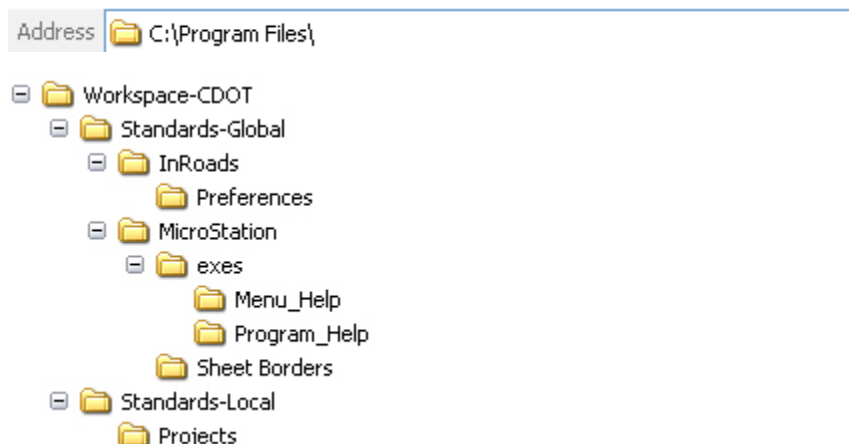 Address C:\Program Files\
Workspace-CDOT
Standards-Global
InRoads
Preferences
MicroStation
exes
Menu_Help
Program_Help
Sheet Borders
Standards-Local
Projects